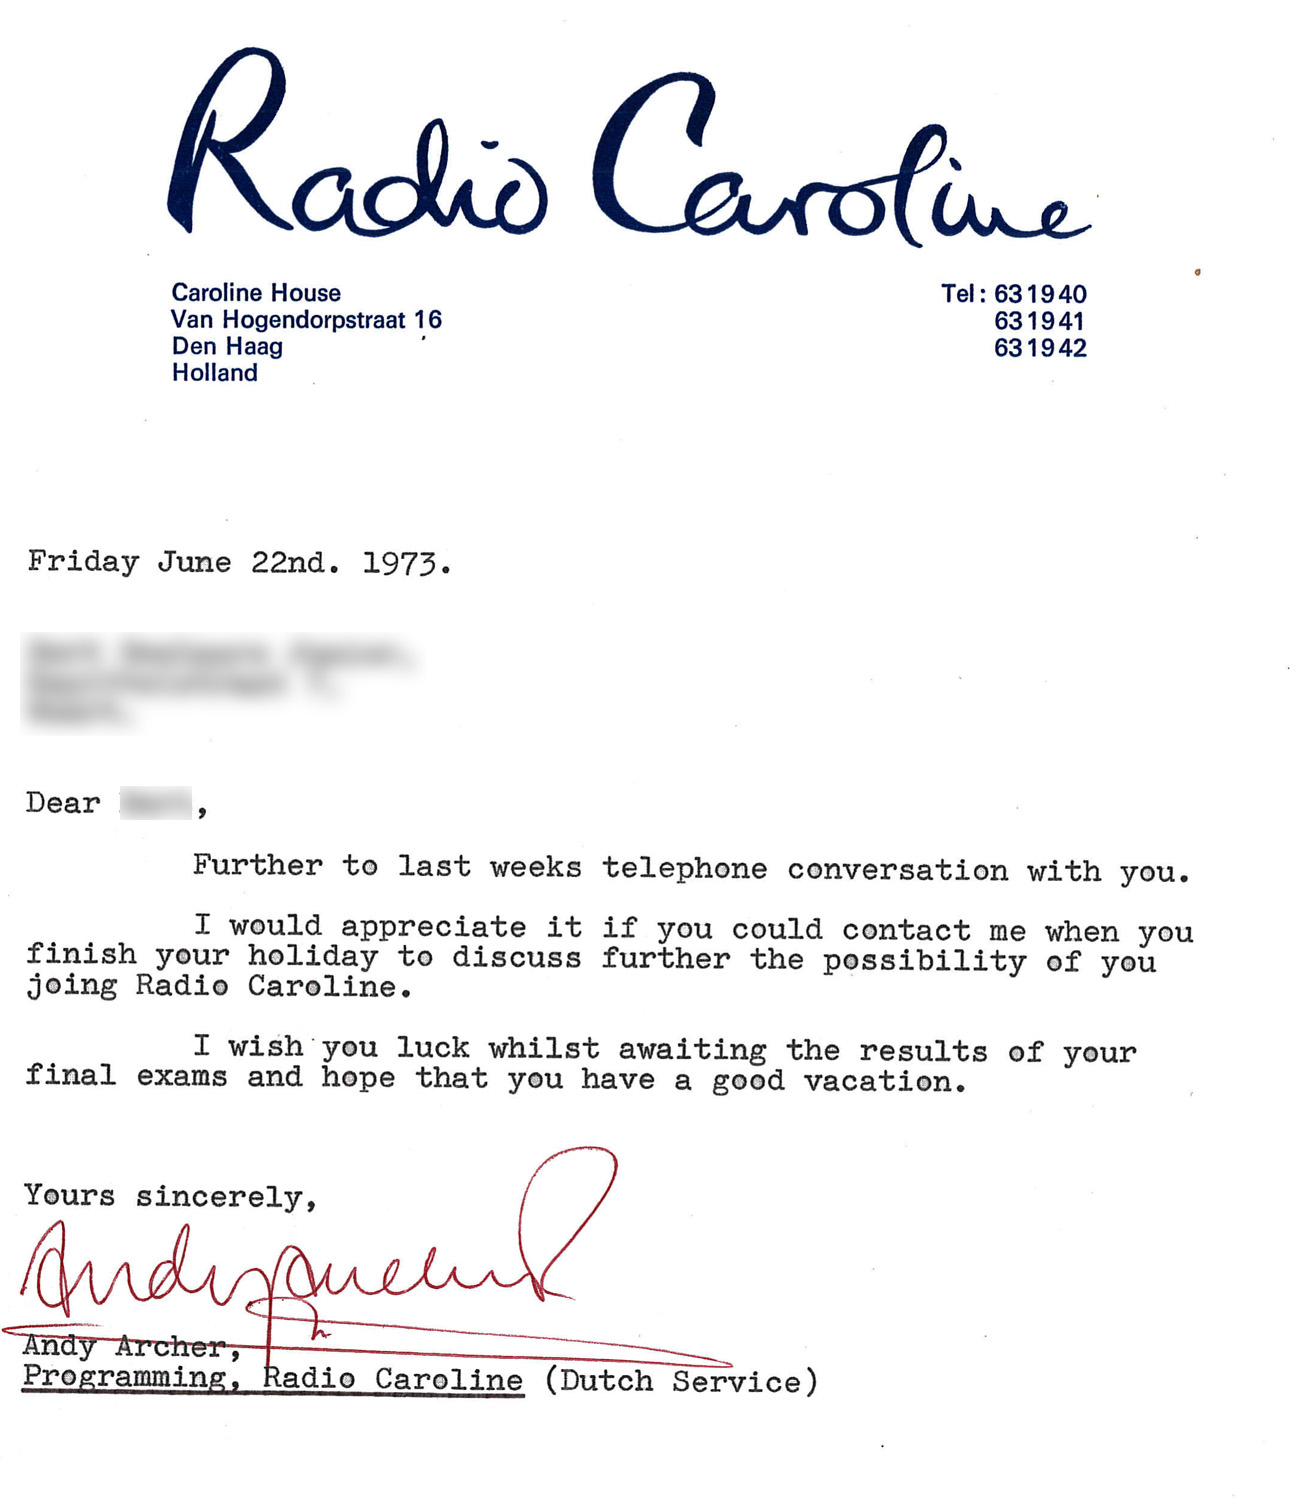 Radio Caroline
Caroline House
Van Hogendorpstraat 16
Den Haag
Holland
Tel: 631940
631941
631942
Friday June 22nd. 1973.
Dear ,
Further to last weeks telephone conversation with you.
I would appreciate it if you could contact me when you
finish your holiday to discuss further the possibility of you
joing Radio Caroline.
I wish you luck whilst awaiting the results of your
final exams and hope that you have a good vacation.
Yours sincerely,
Andy Archer
Andy Archer,
Programming, Radio Caroline (Dutch Service)